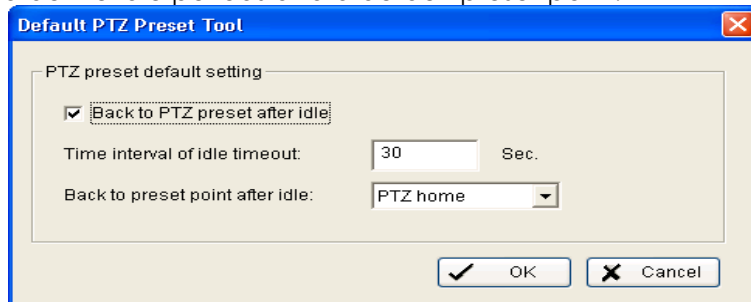 Default PTZ Preset Tool
PTZ preset default setting
Back to PTZ preset after idle
Time interval of idle timeout: 30 Sec.
Back to preset point after idle: PTZ home
OK Cancel